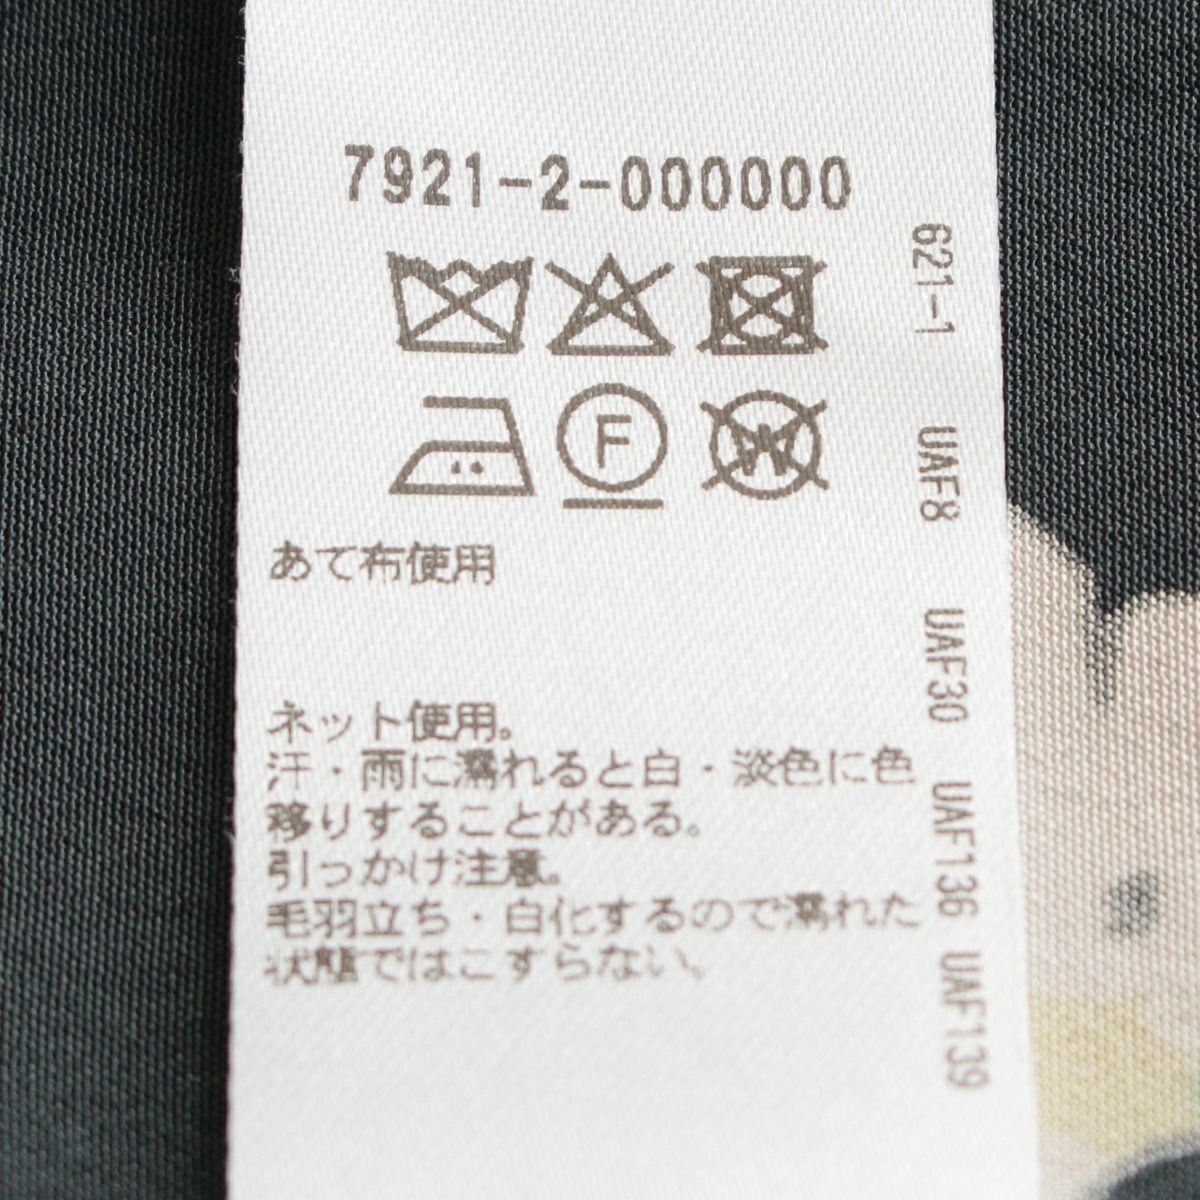 7921-2-000000
F
W
あて布使用
ネット使用。
汗・雨に濡れると白・淡色に色
移りすることがある。
引っかけ注意。
毛羽立ち・白化するので濡れた
状態ではこすらない。
621-1 UAF8 UAF30 UAF136 UAF139